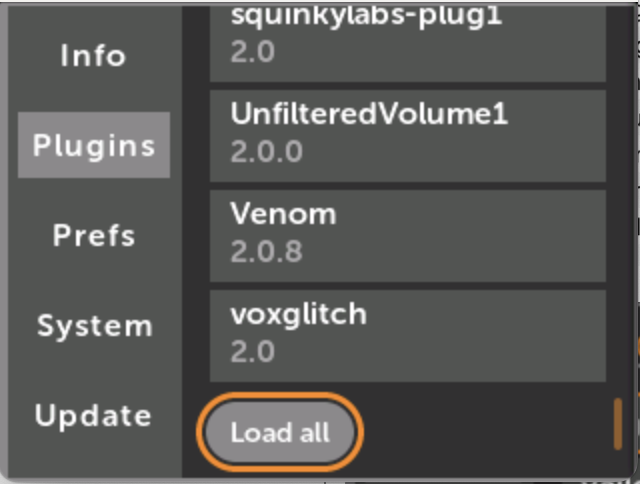 Info
Plugins
Prefs
System
Update
squinkylabs-plug1
2.0
UnfilteredVolume1
2.0.0
Venom
2.0.8
voxglitch
2.0
Load all